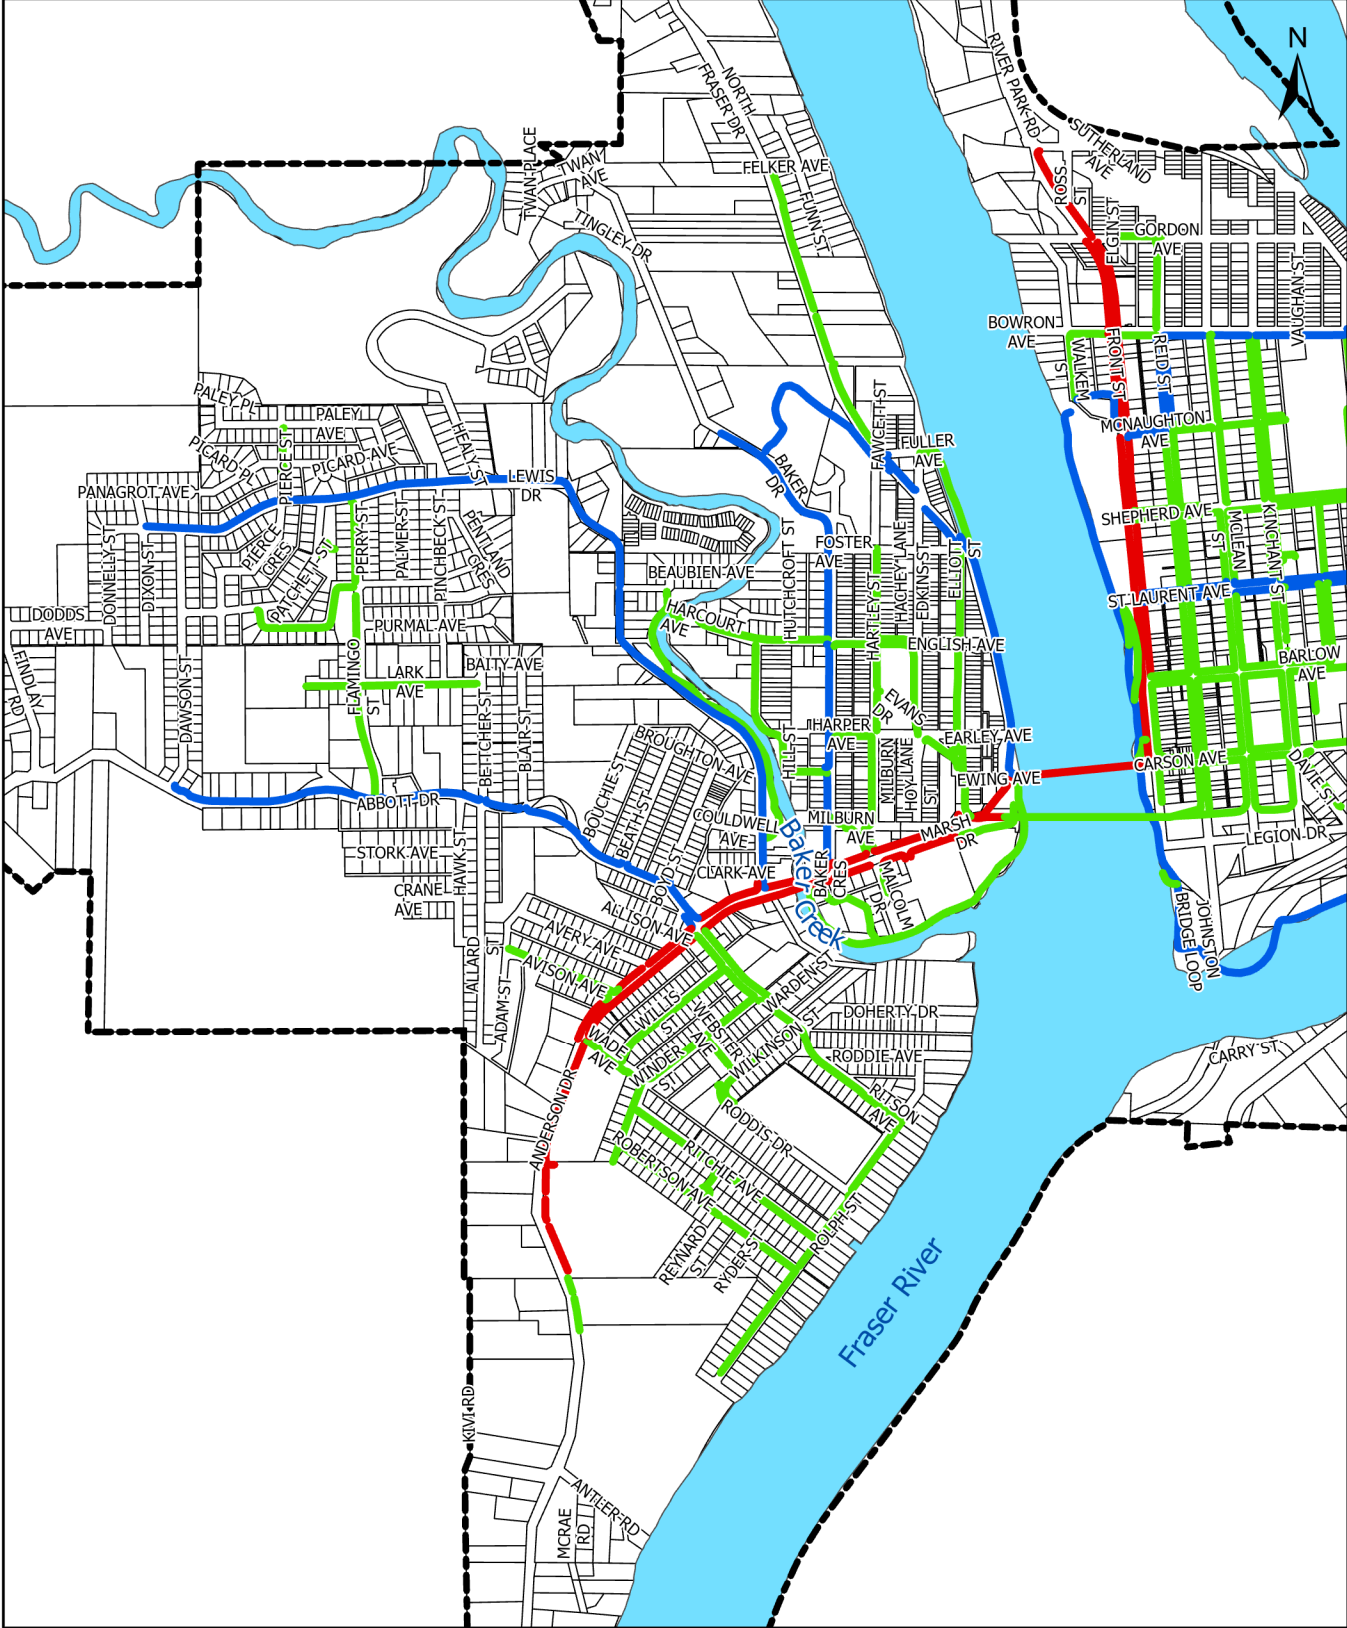 N
RIVER PARK RD
NORTH
FRASER DR
SUTHERLAND
AVE
TWAN PLACE
TWAN
AVE
FELKER AVE
ROSS
LS
FUNN ST
ELGIN ST
TINGLEY DR
GORDON
AVE
VAUGHAN ST
BOWRON
AVE
WALKEM
ST
FRONT ST
REID ST
PALEY PL
PALEY
AVE
FAWCETT ST
MCNAUGHTON
AVE
PICARD PL
PIERCE ST
PICARD AVE
HEALY ST
FULLER
AVE
LEWIS
DR
BAKER
DR
PANAGROT AVE
SHEPHERD AVE
MCLEAN
ST
KINCHANT ST
DONNELY ST
DIXON ST
PIERCE
CRES
PATCHETT ST
PERRY ST
PALMER ST
PINCHBECK ST
PENTLAND
CRES
HUTCHCROFT ST
FOSTER
AVE
HACHEY LANE
EDKINS ST
ELLIOTT
ST
BEAUBIEN AVE
HARTLEY ST
ST LAURENT AVE
DODDS
AVE
PURMAL AVE
HARCOURT
AVE
ENGLISH AVE
BARLOW
AVE
FINDLAY
RD
DAWSON ST
FLAMINGO
ST
LARK
AVE
BAITY AVE
BETCHER ST
BLAIR ST
EVANS
DR
HARPER
AVE
HILL ST
EARLEY AVE
BROUGHTON AVE
MILBURN
HOY LANE
ST
EWING AVE
CARSON AVE
DAVIE ST
BOUCHIE ST
HEATH ST
ABBOTT DR
COULDWELL
AVE
MILBURN
AVE
MARSH
DR
LEGION DR
Baker Creek
STORK AVE
HAWK ST
CLARK AVE
BAKER
CRES
CRANE
AVE
BOYD ST
MALCOLM
DR
BRIDGE LOOP
JOHNSTON
ALLISON AVE
AVERY AVE
ALLARD
ST
AVISON AVE
WARDEN ST
ADAM ST
WILLIS
ST
WEBSTER
AVE
WILKINSON ST
DOHERTY DR
WADE
AVE
WINDER
ST
RODDIE AVE
CARRY ST
ANDERSON DR
RITSON
AVE
RODDIS DR
RITCHIE AVE
ROBERTSON AVE
ROLPH ST
REYNARD
ST
RYDER ST
Fraser River
KIVI RD
ANTLER RD
MCRAE
RD